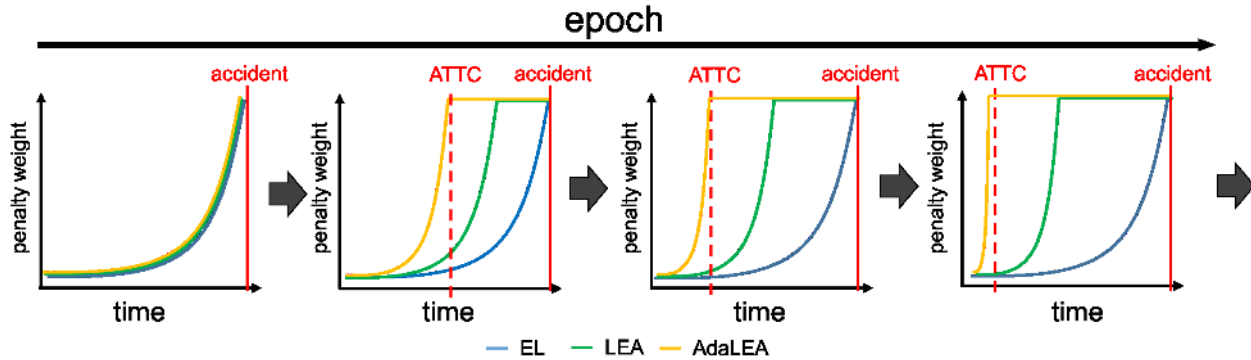 epoch
accident
ATTC
accident
ATTC
accident
ATTC
accident
penalty weight
penalty weight
penalty weight
penalty weight
time
time
time
time
EL LEA AdaLEA